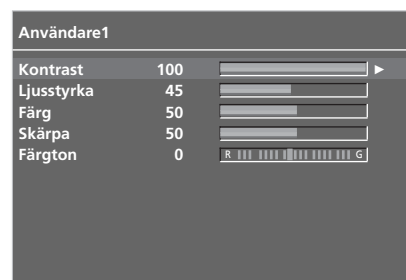 Användare1
Kontrast 100
Ljusstyrka 45
Färg 50
Skärpa 50
Färgton 0 R G